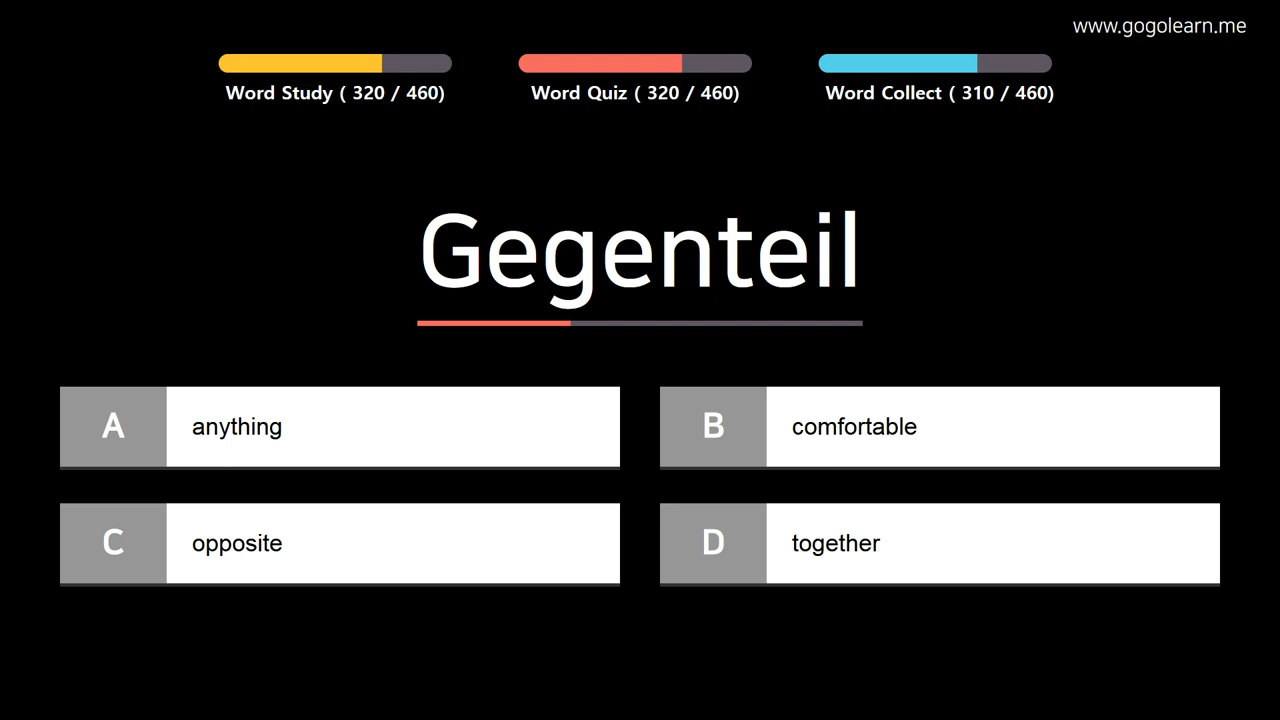 www.gogolearn.me
Word Study ( 320 / 460)
Word Quiz ( 320 / 460)
Word Collect ( 310 / 460)
Gegenteil
A anything
B comfortable
C opposite
D together